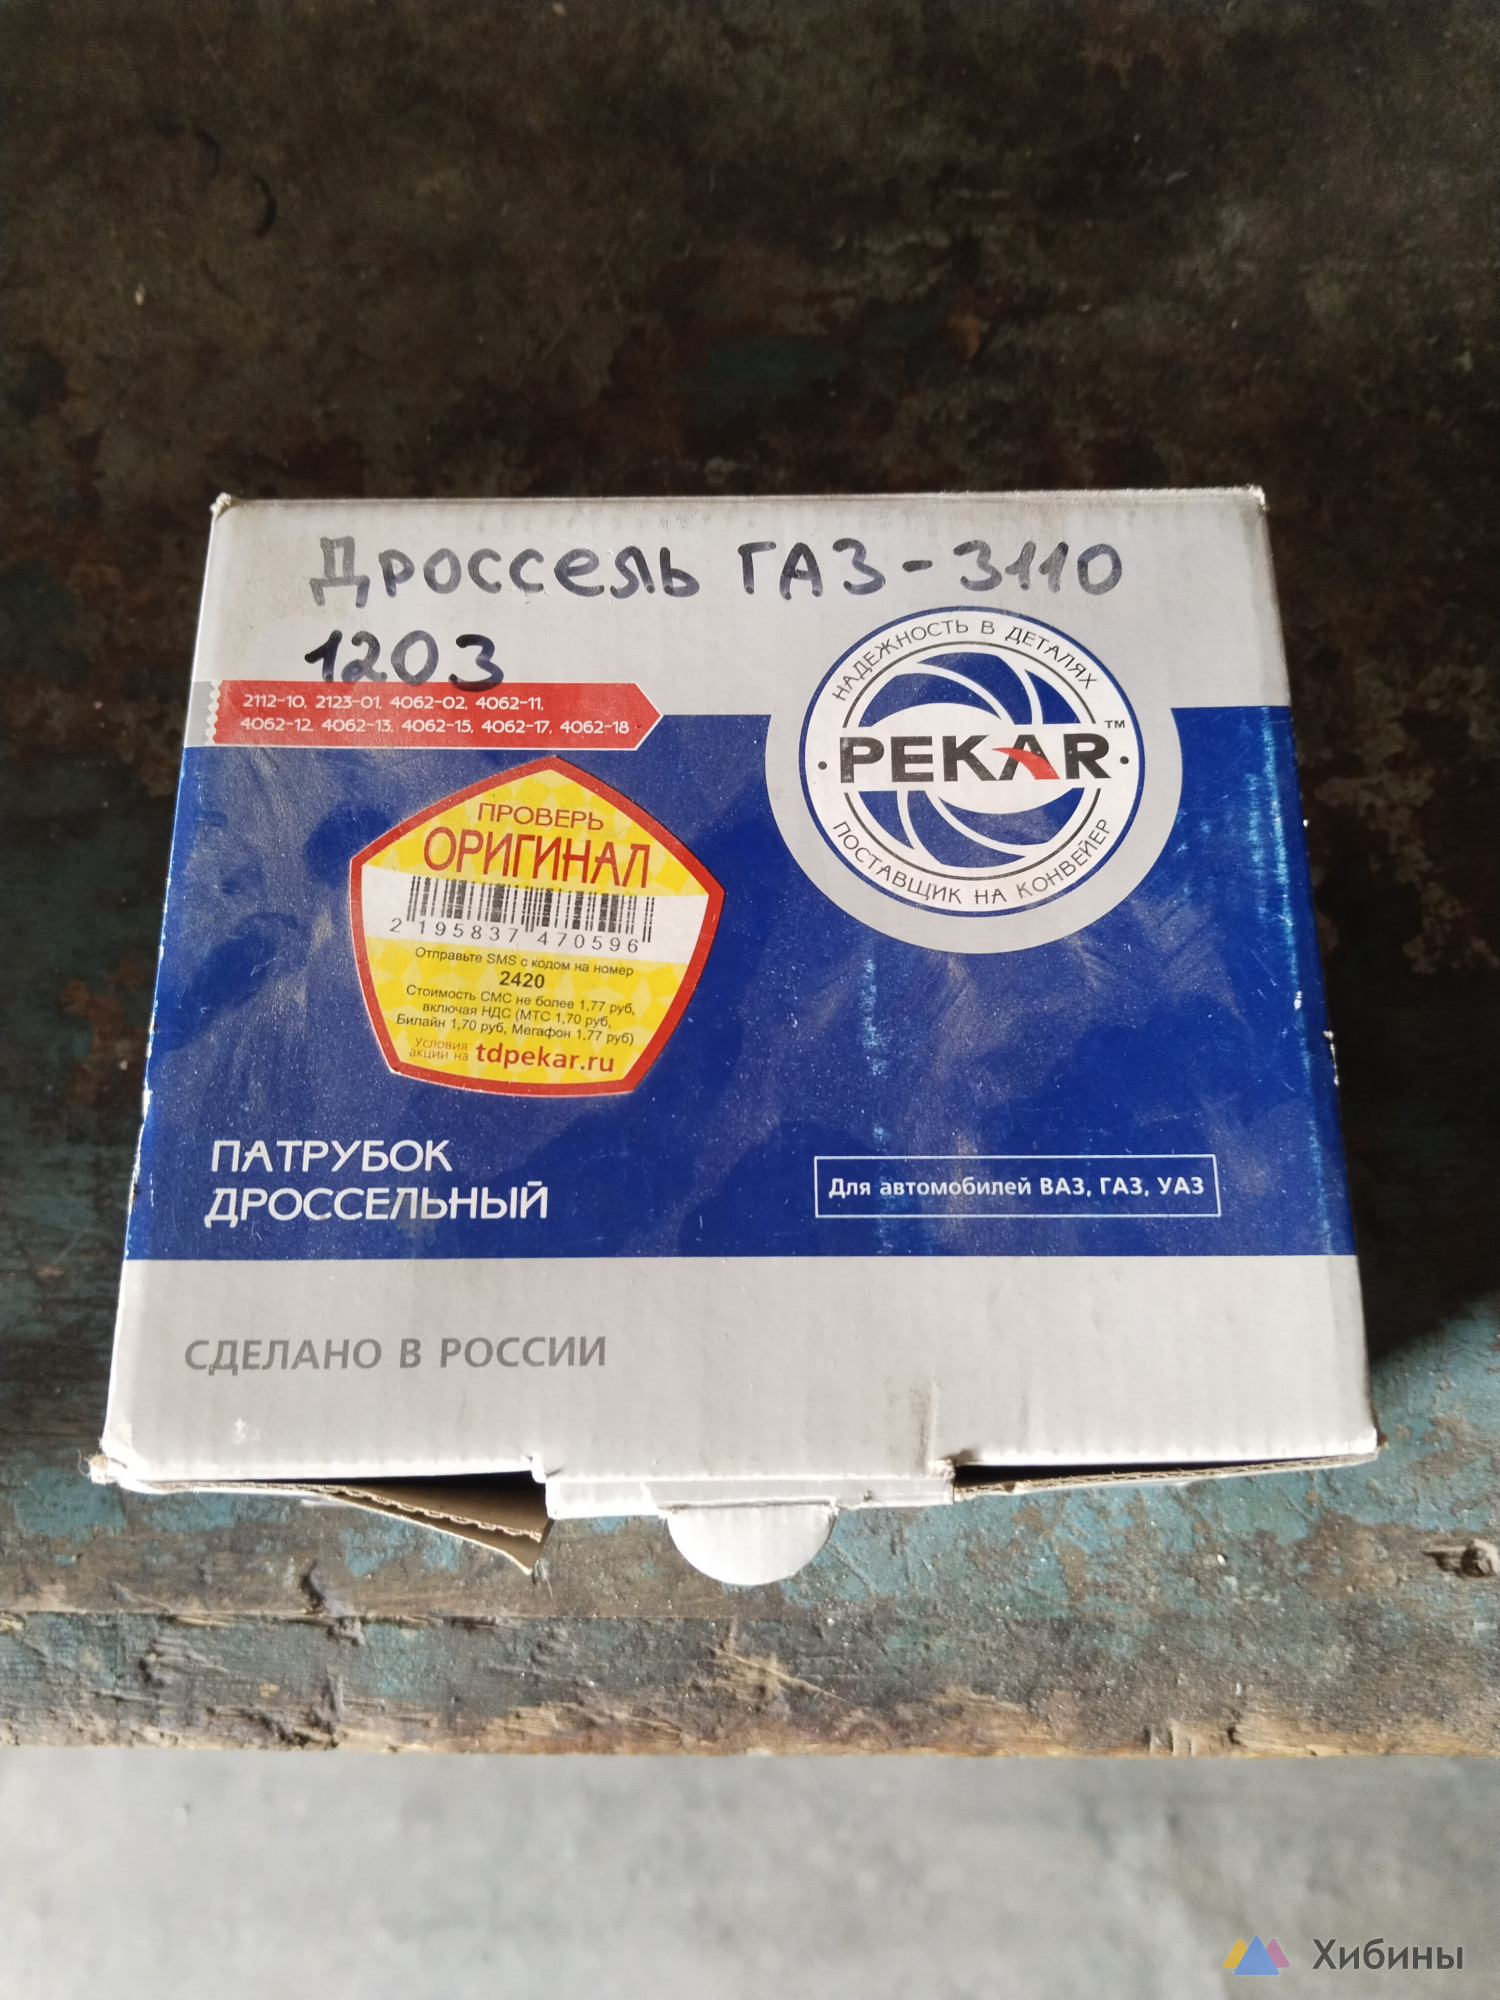 Дроссель ГАЗ-3110
1203
2112-10, 2123-01, 4062-02, 4062-11,
4062-12, 4062-13, 4062-15, 4062-17, 4062-18
НАДЕЖНОСТЬ В ДЕТАЛЯХ
PEKAR™
ПОСТАВЩИК НА КОНВЕЙЕР
ПРОВЕРЬ
ОРИГИНАЛ
2 195837 470596
Отправьте SMS с кодом на номер
2420
Стоимость СМС не более 1,77 руб,
включая НДС (МТС 1,70 руб,
Билайн 1,70 руб, Мегафон 1,77 руб)
Условия
акции на tdpekar.ru
ПАТРУБОК
ДРОССЕЛЬНЫЙ
Для автомобилей ВАЗ, ГАЗ, УАЗ
СДЕЛАНО В РОССИИ
Хибины